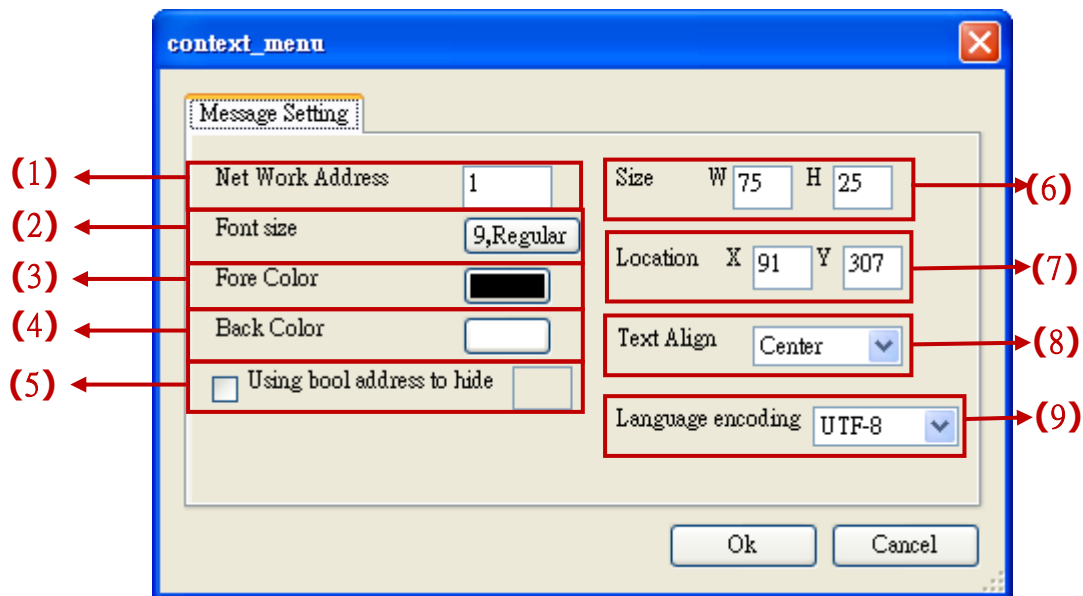 context_menu
Message Setting
(1) Net Work Address 1
Size W 75 H 25 (6)
(2) Font size 9,Regular
Location X 91 Y 307 (7)
(3) Fore Color
(4) Back Color
Text Align Center (8)
(5) Using bool address to hide
Language encoding UTF-8 (9)
Ok Cancel